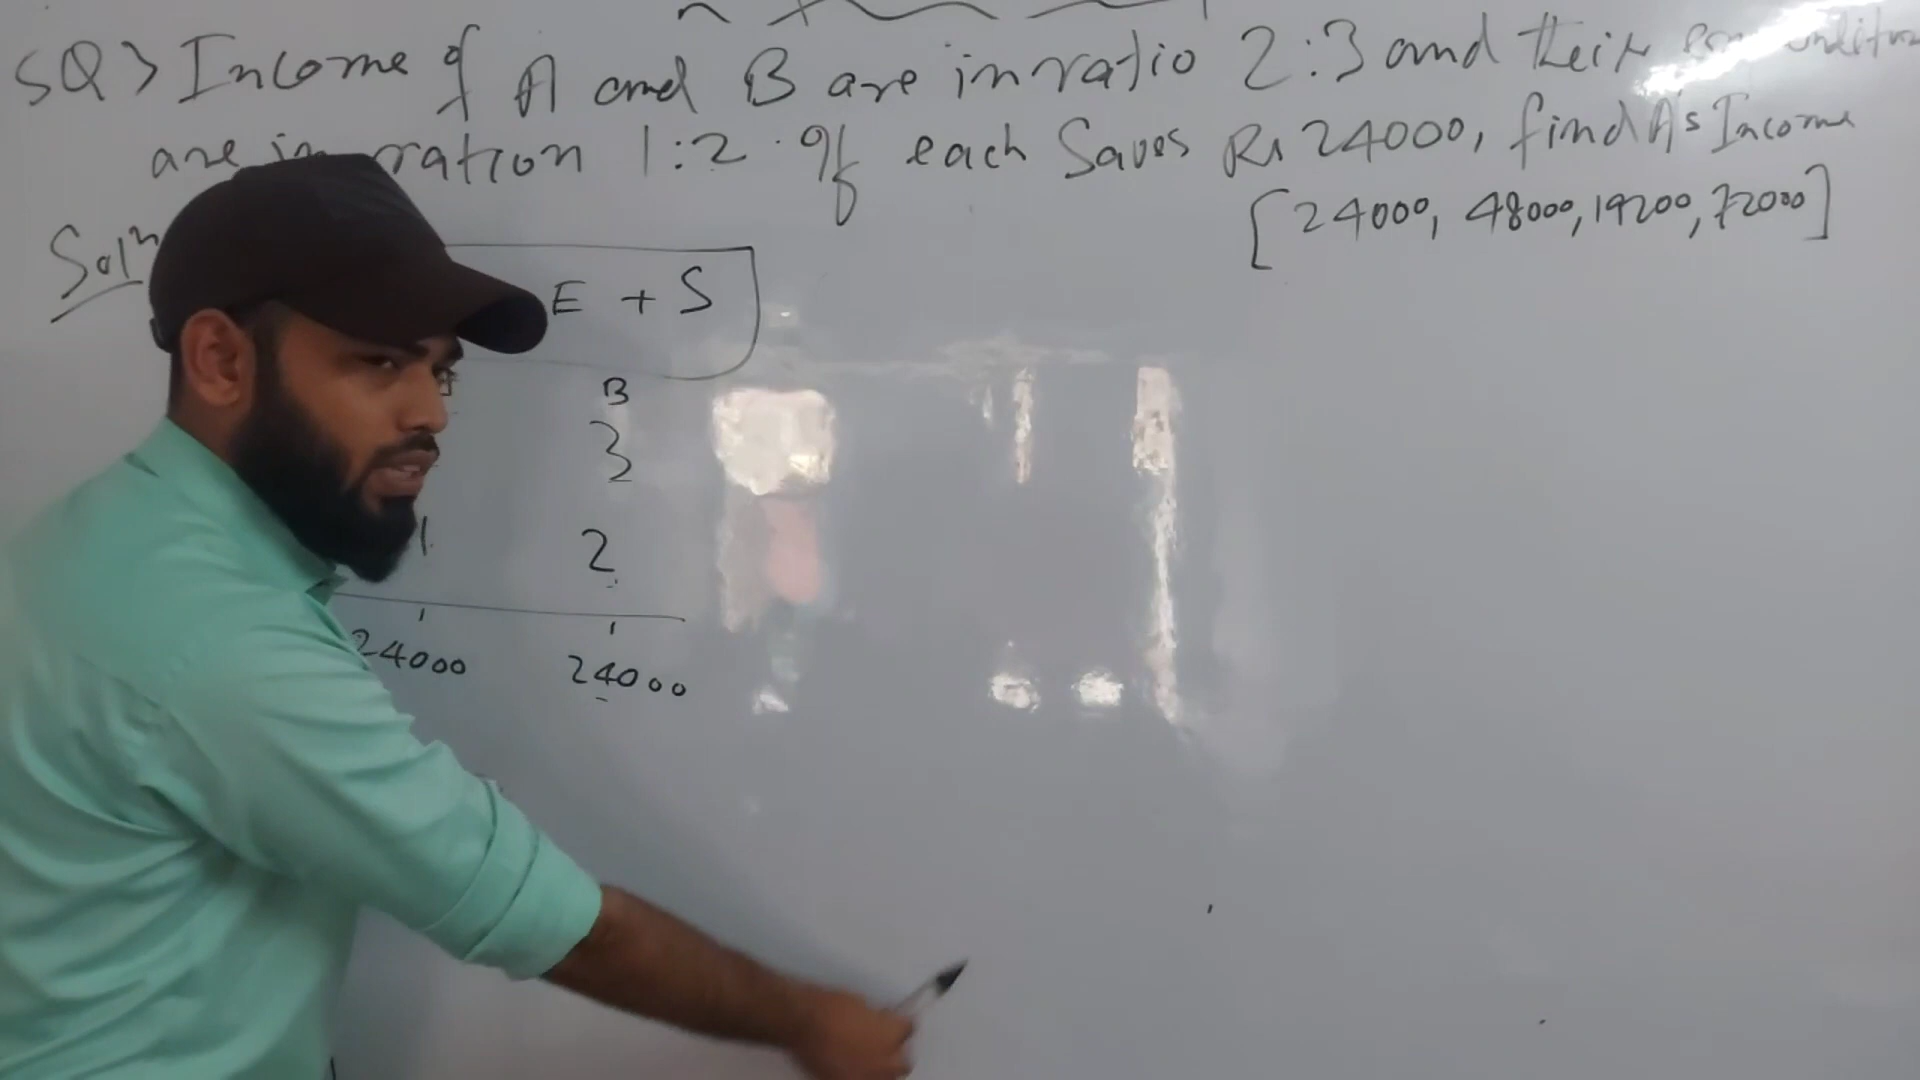 SQ> Income of A and B are in ratio 2:3 and their
are in ration 1:2. If each Saves Rs 24000, find A's Income
[24000, 48000, 19200, 72000]
Soln
E + S
B
3
1 2
24000 24000